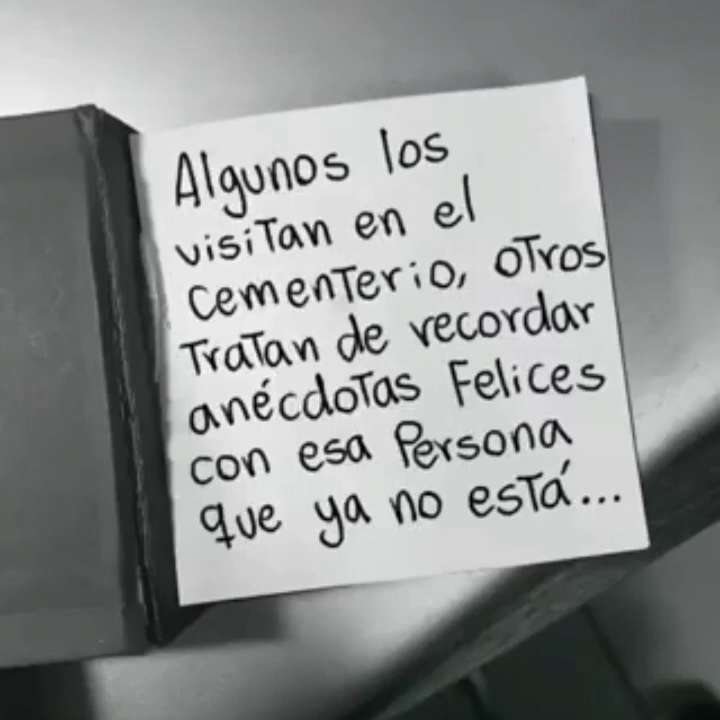 Algunos los
visitan en el
cementerio, otros
tratan de recordar
anécdotas felices
con esa persona
que ya no está...